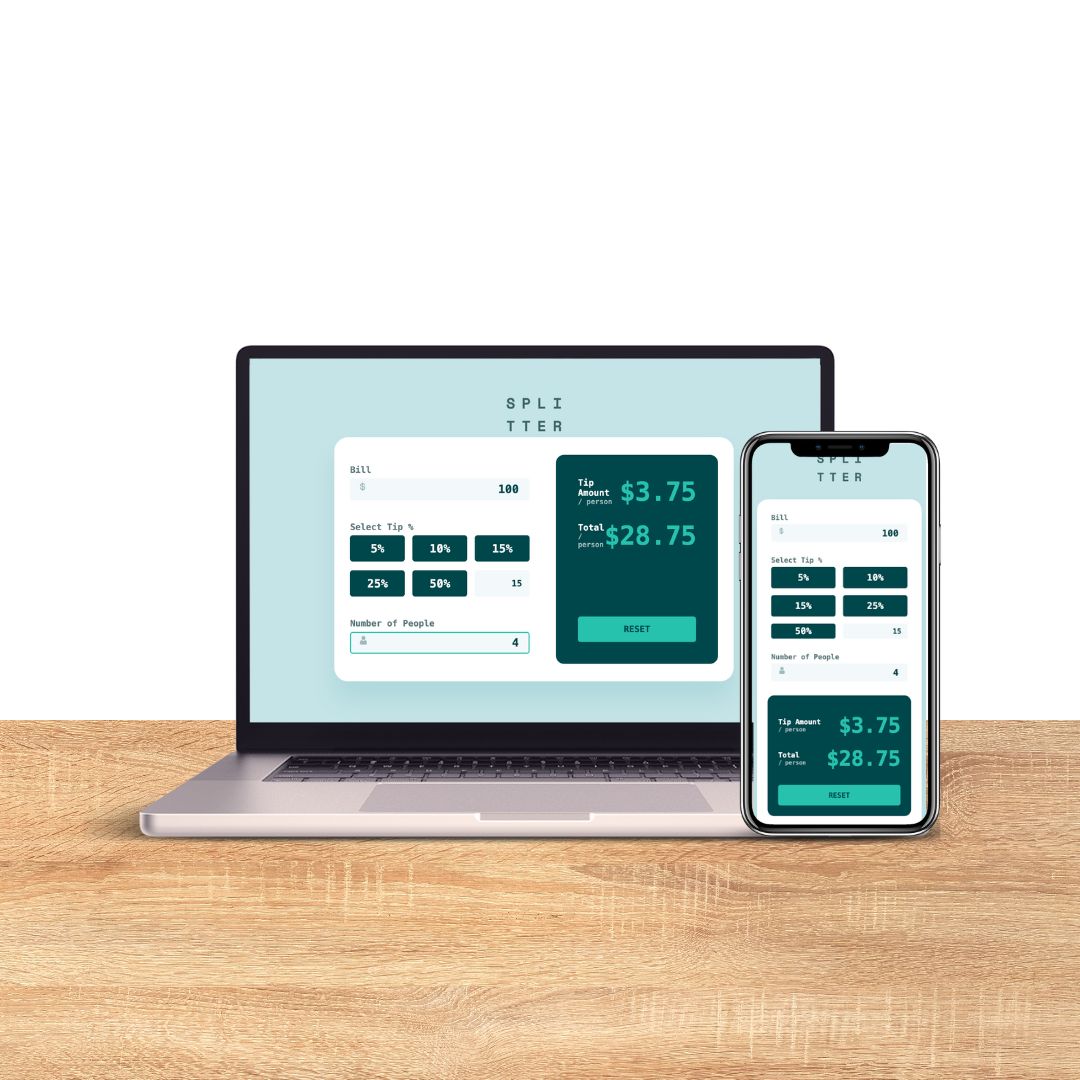 SPLI
TTER
Bill
$ 100
Select Tip %
5% 10% 15%
25% 50% 15
Number of People
4
Tip
Amount
/ person
$3.75
Total
/
person
$28.75
RESET
SPLI
TTER
Bill
$ 100
Select Tip %
5% 10%
15% 25%
50% 15
Number of People
4
Tip Amount
/ person
$3.75
Total
/ person
$28.75
RESET